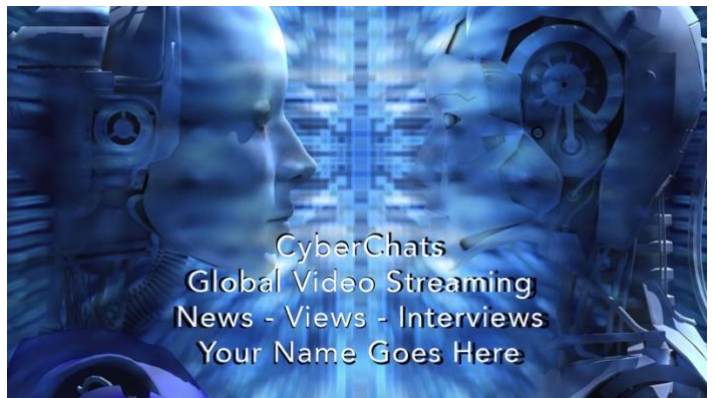 CyberChats
Global Video Streaming
News - Views - Interviews
Your Name Goes Here